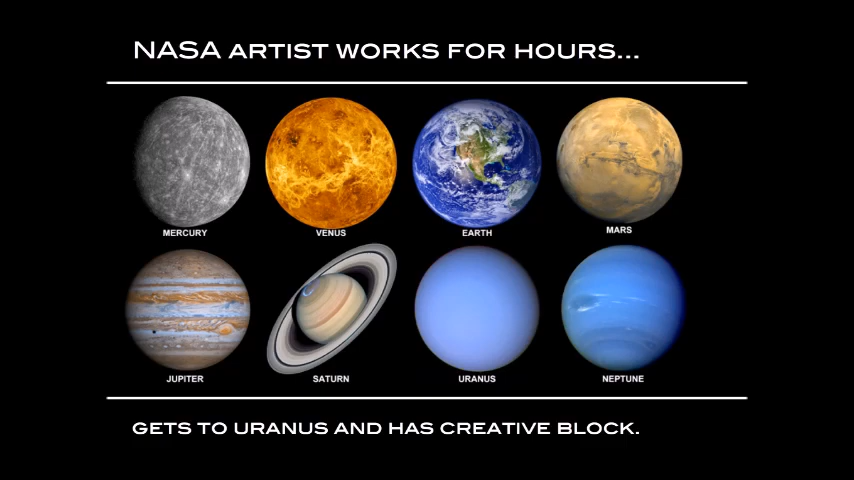 NASA ARTIST WORKS FOR HOURS...
MERCURY VENUS EARTH MARS
JUPITER SATURN URANUS NEPTUNE
GETS TO URANUS AND HAS CREATIVE BLOCK.